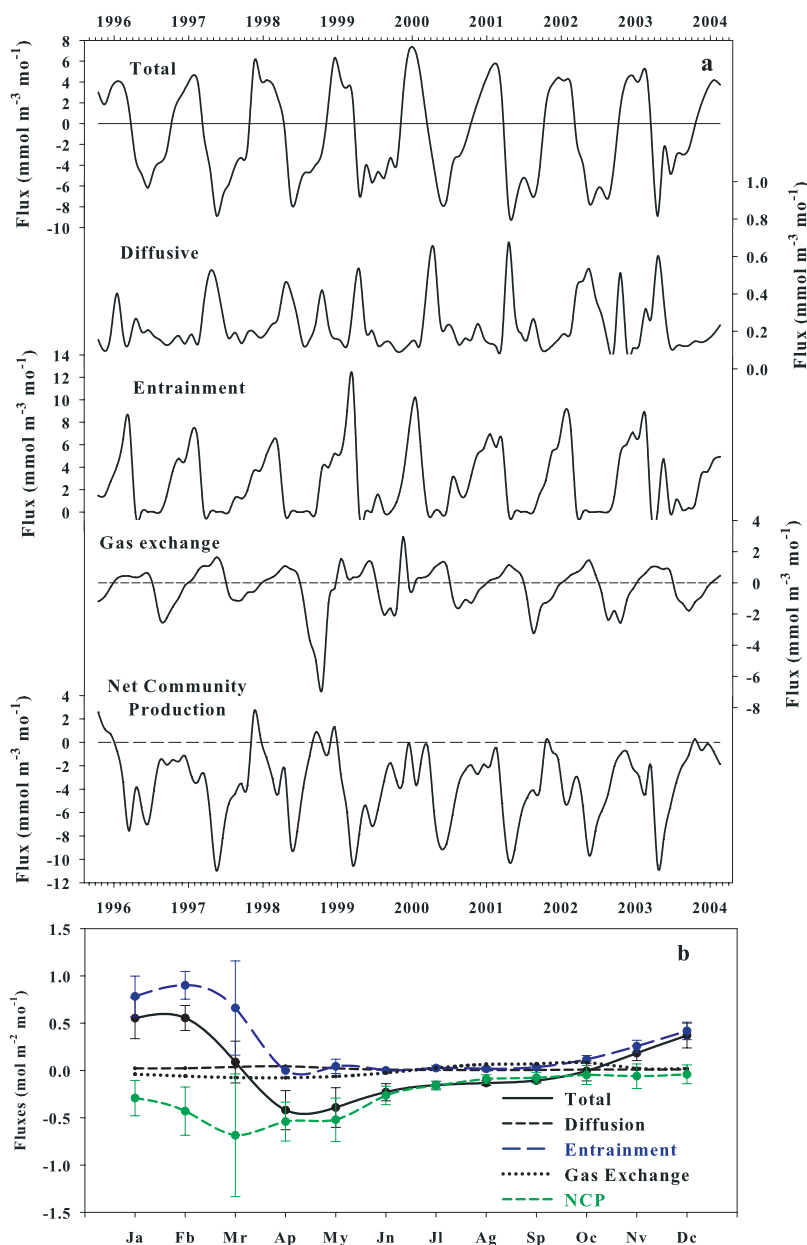 1996 1997 1998 1999 2000 2001 2002 2003 2004
a
Total
8
6
4
2
0
-2
-4
-6
-8
-10
Flux (mmol m-3 mo-1)
Diffusive
1.0
0.8
0.6
0.4
0.2
0.0
Flux (mmol m-3 mo-1)
Entrainment
14
12
10
8
6
4
2
0
Flux (mmol m-3 mo-1)
Gas exchange
4
2
0
-2
-4
-6
-8
Flux (mmol m-3 mo-1)
Net Community
Production
4
2
0
-2
-4
-6
-8
-10
-12
Flux (mmol m-3 mo-1)
1996 1997 1998 1999 2000 2001 2002 2003 2004
b
1.5
1.0
0.5
0.0
-0.5
-1.0
-1.5
Fluxes (mol m-2 mo-1)
Total
Diffusion
Entrainment
Gas Exchange
NCP
Ja Fb Mr Ap My Jn Jl Ag Sp Oc Nv Dc